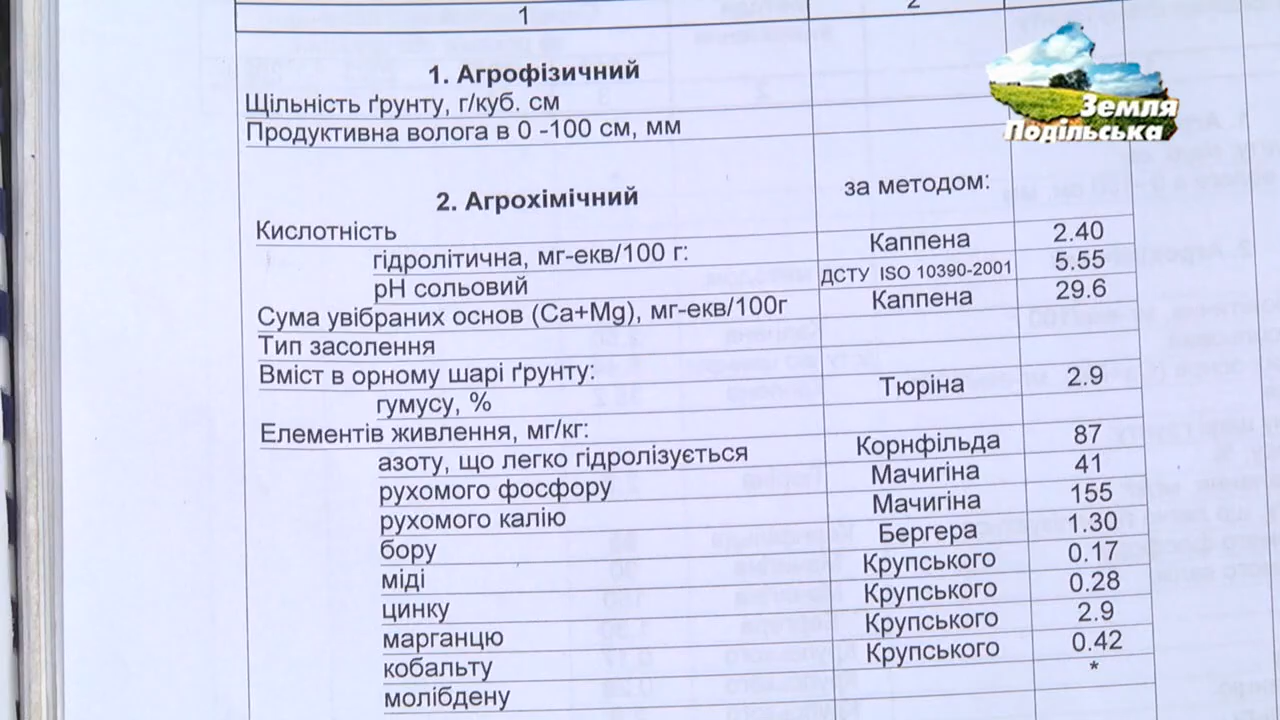 1 2
1. Агрофізичний
Щільність ґрунту, г/куб. см
Продуктивна волога в 0 -100 см, мм
Земля
Подільська
2. Агрохімічний за методом:
Кислотність
гідролітична, мг-екв/100 г: Каппена 2.40
рН сольовий ДСТУ ISO 10390-2001 5.55
Сума увібраних основ (Ca+Mg), мг-екв/100г Каппена 29.6
Тип засолення
Вміст в орному шарі ґрунту:
гумусу, % Тюріна 2.9
Елементів живлення, мг/кг:
азоту, що легко гідролізується Корнфільда 87
рухомого фосфору Мачигіна 41
рухомого калію Мачигіна 155
бору Бергера 1.30
міді Крупського 0.17
цинку Крупського 0.28
марганцю Крупського 2.9
кобальту Крупського 0.42
молібдену *